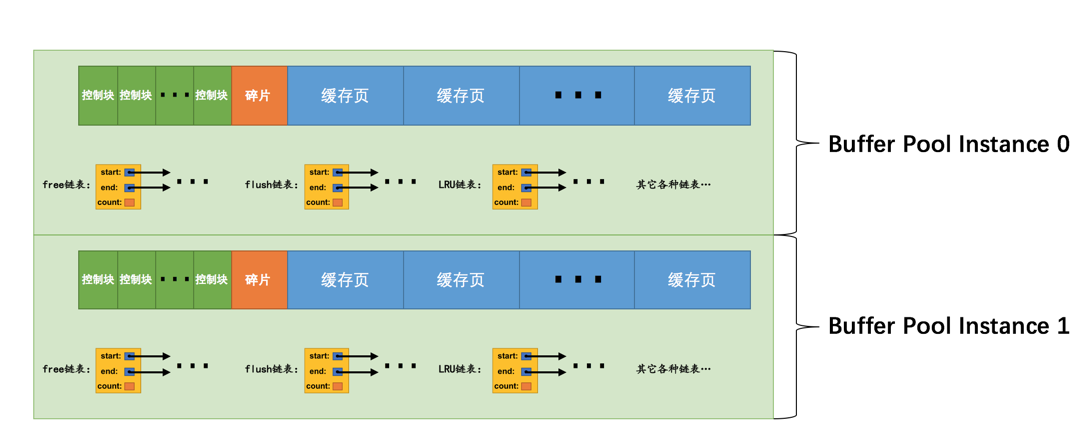 控制块 控制块 ··· 控制块 碎片 缓存页 缓存页 ··· 缓存页
Buffer Pool Instance 0
free链表: start: end: count: ···
flush链表: start: end: count: ···
LRU链表: start: end: count: ···
其它各种链表···
控制块 控制块 ··· 控制块 碎片 缓存页 缓存页 ··· 缓存页
Buffer Pool Instance 1
free链表: start: end: count: ···
flush链表: start: end: count: ···
LRU链表: start: end: count: ···
其它各种链表···